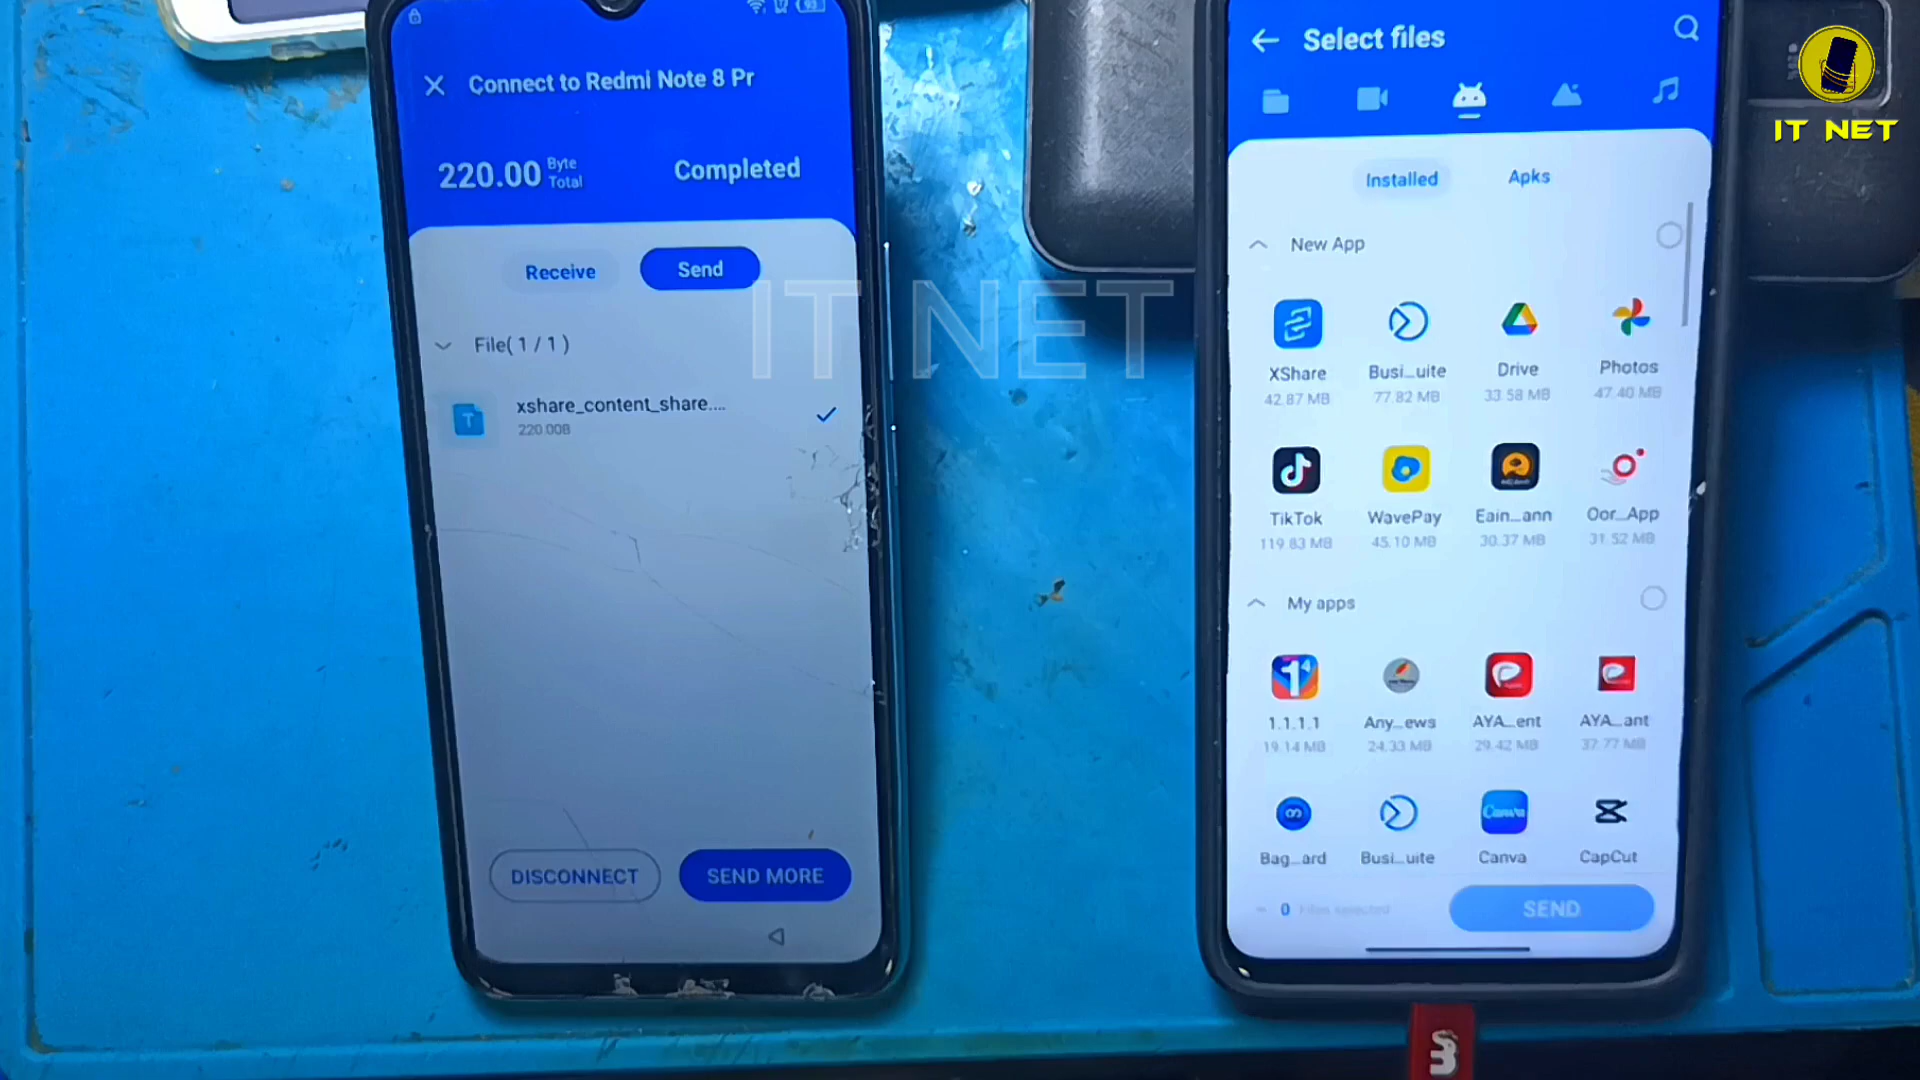 Connect to Redmi Note 8 Pr
220.00 Byte Total
Completed
Receive
Send
File( 1 / 1 )
xshare_content_share....
220.00B
DISCONNECT
SEND MORE
Select files
Installed
Apks
New App
XShare
Busi...uite
Drive
Photos
42.87 MB
77.82 MB
33.58 MB
47.40 MB
TikTok
WavePay
Eain...ann
Oor...App
119.83 MB
45.10 MB
30.37 MB
31.52 MB
My apps
1.1.1.1
Any...ews
AYA...ent
AYA...ant
19.14 MB
24.33 MB
29.42 MB
37.77 MB
Bag...ard
Busi...uite
Canva
CapCut
0 Files selected
SEND
IT NET
IT NET
3